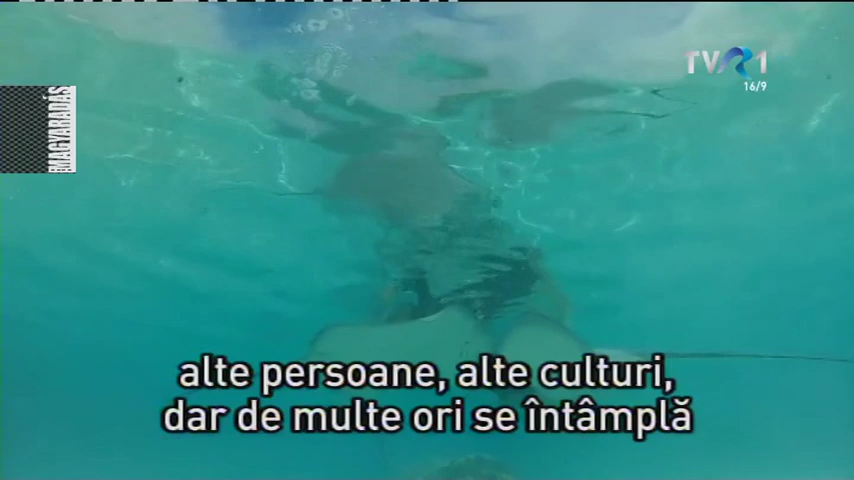 TVR1
16/9
MAGYARADÁS
alte persoane, alte culturi,
dar de multe ori se întâmplă